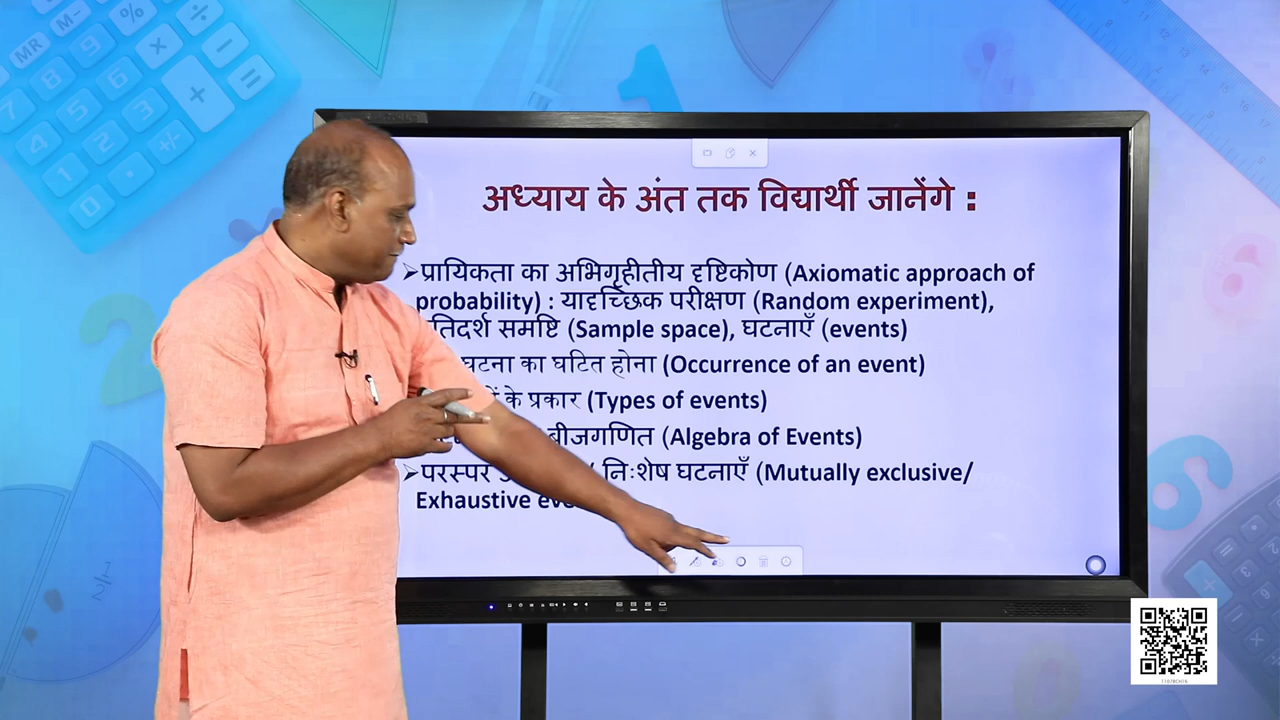 अध्याय के अंत तक विद्यार्थी जानेंगे :
➢प्रायिकता का अभिगृहीतीय दृष्टिकोण (Axiomatic approach of
probability) : यादृच्छिक परीक्षण (Random experiment),
समष्टि (Sample space), घटनाएँ (events)
घटना का घटित होना (Occurrence of an event)
के प्रकार (Types of events)
बीजगणित (Algebra of Events)
➢परस्पर निःशेष घटनाएँ (Mutually exclusive/
Exhaustive